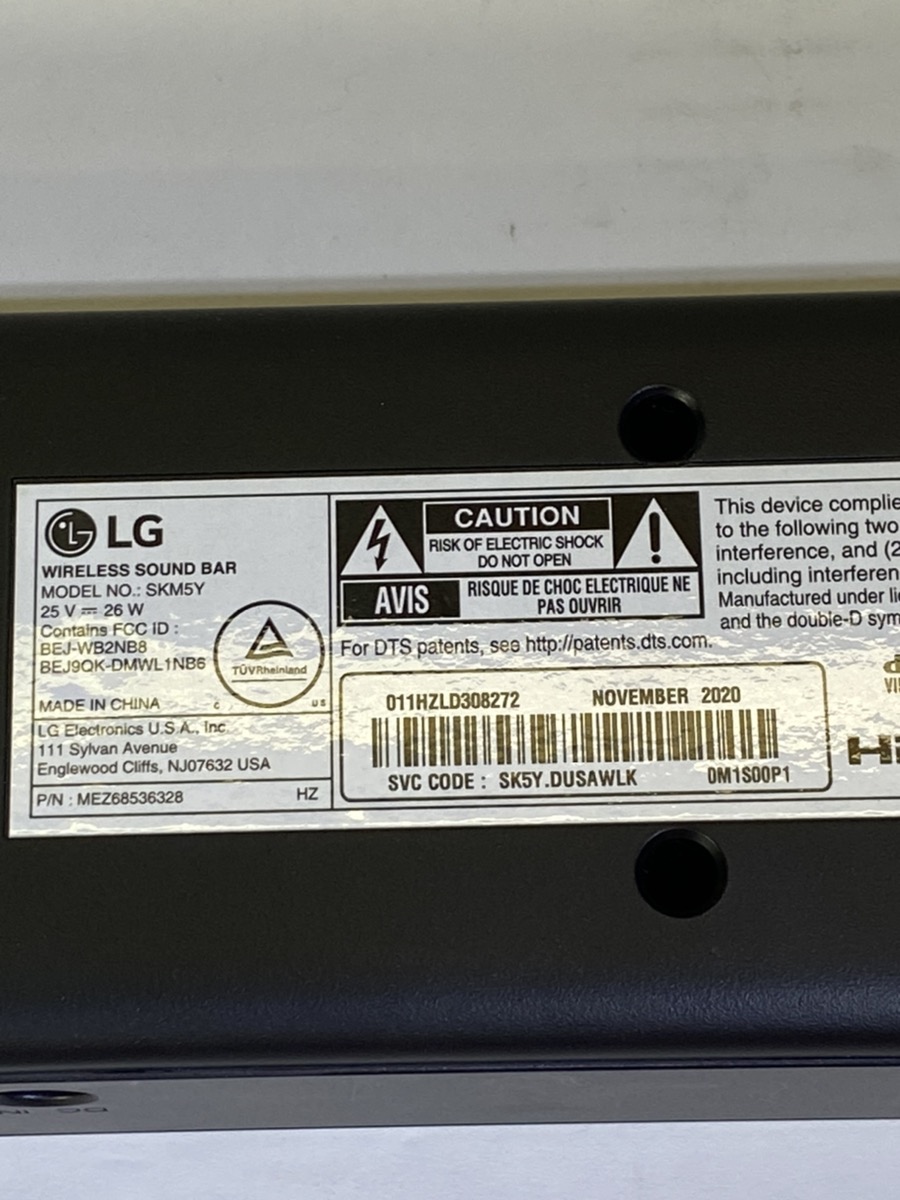 LG
WIRELESS SOUND BAR
MODEL NO.: SKM5Y
25 V ⎓ 26 W
Contains FCC ID :
BEJ-WB2NB8
BEJ9QK-DMWL1NB6
TÜVRheinland
C US
MADE IN CHINA
LG Electronics U.S.A., Inc.
111 Sylvan Avenue
Englewood Cliffs, NJ07632 USA
P/N : MEZ68536328 HZ
CAUTION
RISK OF ELECTRIC SHOCK
DO NOT OPEN
AVIS
RISQUE DE CHOC ELECTRIQUE NE
PAS OUVRIR
For DTS patents, see http://patents.dts.com.
011HZLD308272 NOVEMBER 2020
SVC CODE : SK5Y.DUSAWLK 0M1S00P1
This device complie
to the following two
interference, and (2
including interferen
Manufactured under li
and the double-D sym
DC IN